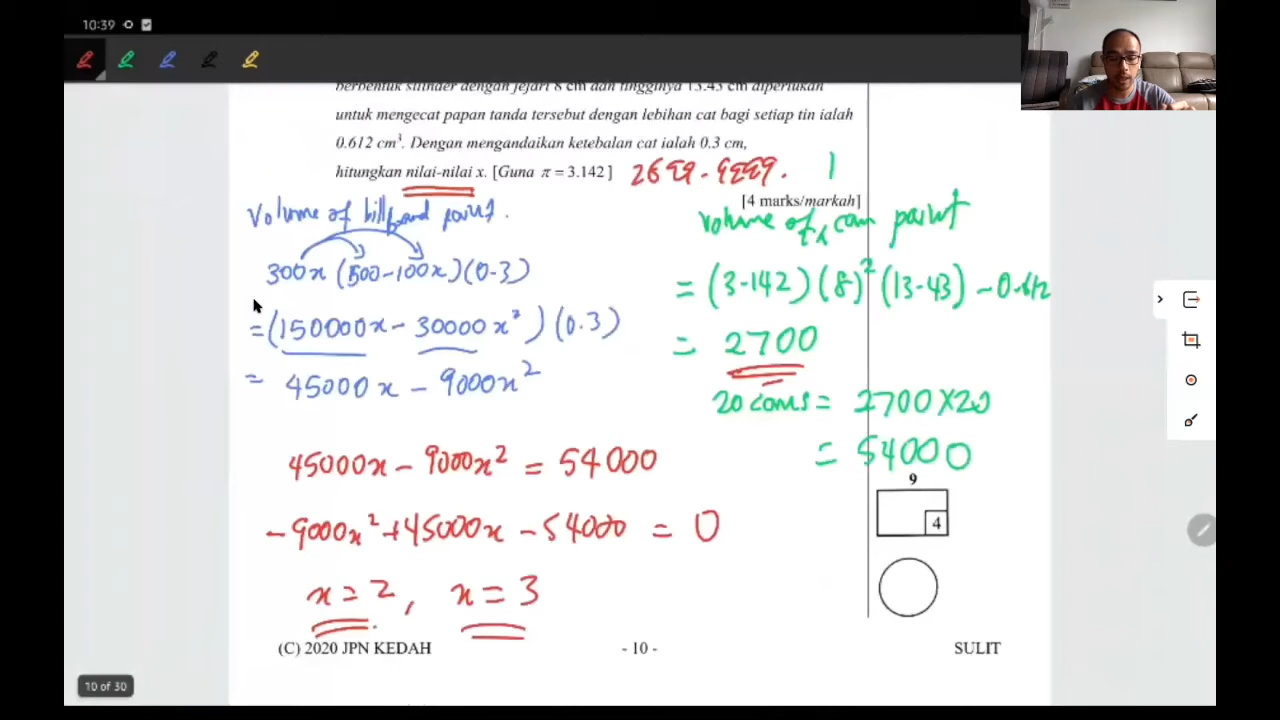 10:39
berbentuk silinder dengan jejari 8 cm dan tingginya 13.43 cm diperlukan
untuk mengecat papan tanda tersebut dengan lebihan cat bagi setiap tin ialah
0.612 cm³. Dengan mengandaikan ketebalan cat ialah 0.3 cm,
hitungkan nilai-nilai x. [Guna π = 3.142] 2699.9999. 1
[4 marks/markah]
Volume of paint.
300x (500-100x)(0.3)
= (150000x - 30000x²)(0.3)
= 45000x - 9000x²
45000x - 9000x² = 54000
-9000x² + 45000x - 54000 = 0
x = 2, x = 3
Volume of can paint
= (3.142)(8)² (13.43) - 0.612
= 2700
20 cans = 2700 X 20
= 54000
9
4
(C) 2020 JPN KEDAH - 10 - SULIT
10 of 30